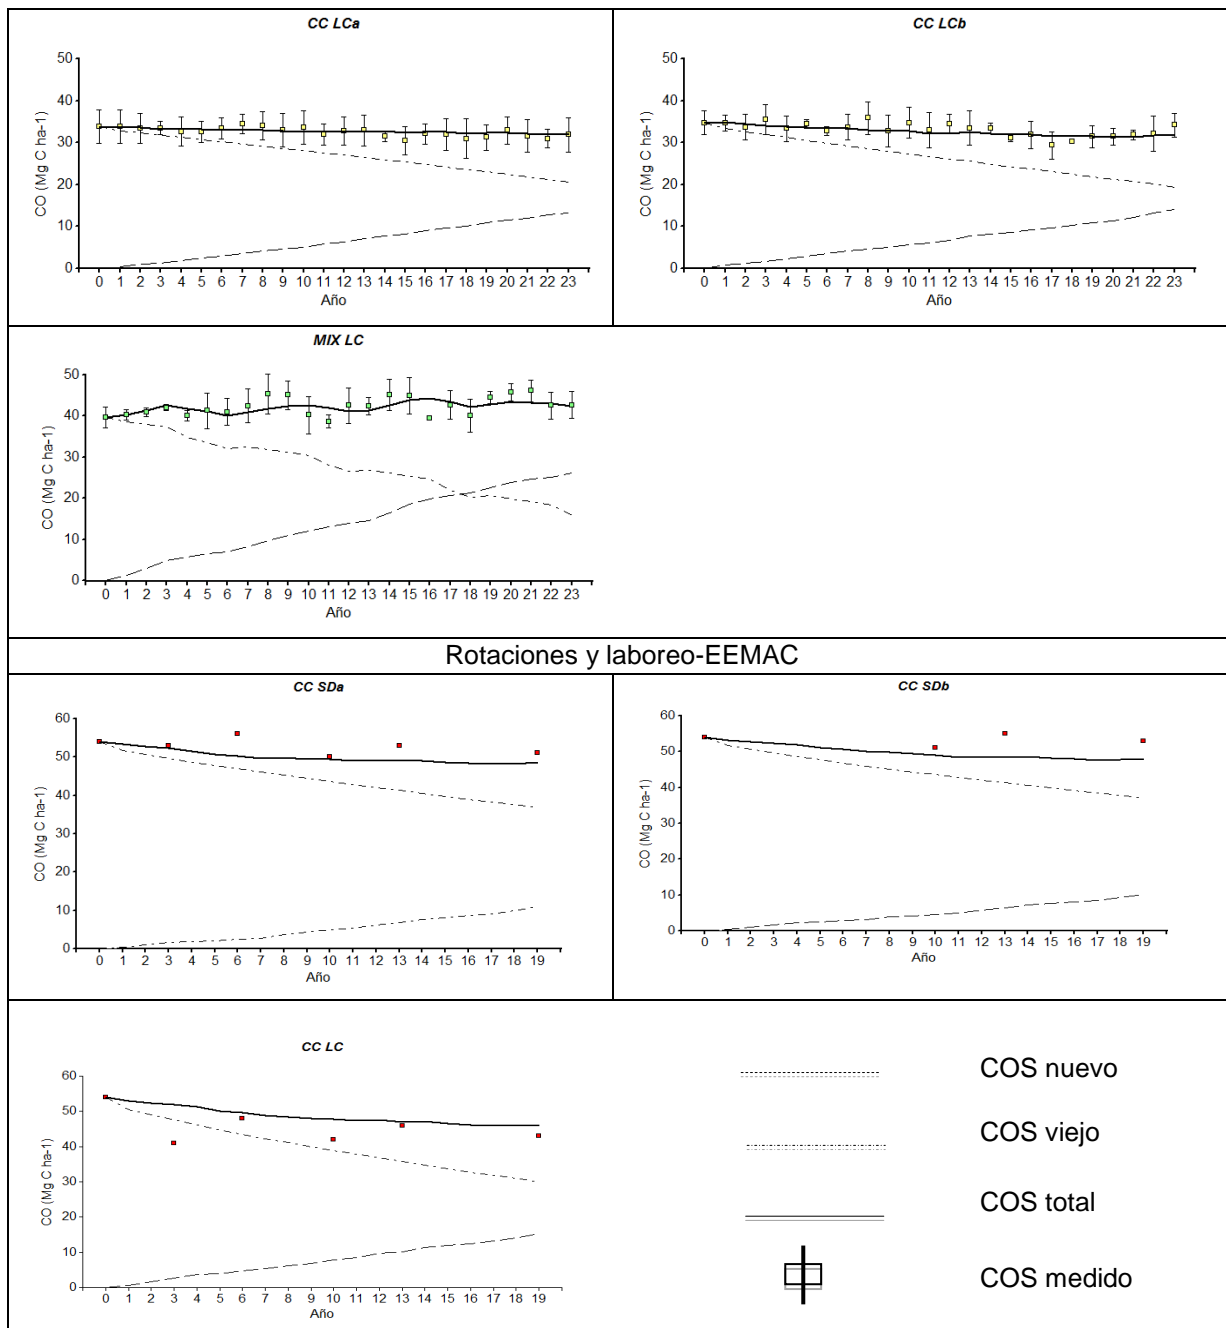 CC LCa
CO (Mg C ha-1)
50
40
30
20
10
0
0 1 2 3 4 5 6 7 8 9 10 11 12 13 14 15 16 17 18 19 20 21 22 23
Año
CC LCb
CO (Mg C ha-1)
50
40
30
20
10
0
0 1 2 3 4 5 6 7 8 9 10 11 12 13 14 15 16 17 18 19 20 21 22 23
Año
MIX LC
CO (Mg C ha-1)
50
40
30
20
10
0
0 1 2 3 4 5 6 7 8 9 10 11 12 13 14 15 16 17 18 19 20 21 22 23
Año
Rotaciones y laboreo-EEMAC
CC SDa
CO (Mg C ha-1)
60
50
40
30
20
10
0
0 1 2 3 4 5 6 7 8 9 10 11 12 13 14 15 16 17 18 19
Año
CC SDb
CO (Mg C ha-1)
60
50
40
30
20
10
0
0 1 2 3 4 5 6 7 8 9 10 11 12 13 14 15 16 17 18 19
Año
CC LC
CO (Mg C ha-1)
60
50
40
30
20
10
0
0 1 2 3 4 5 6 7 8 9 10 11 12 13 14 15 16 17 18 19
Año
COS nuevo
COS viejo
COS total
COS medido